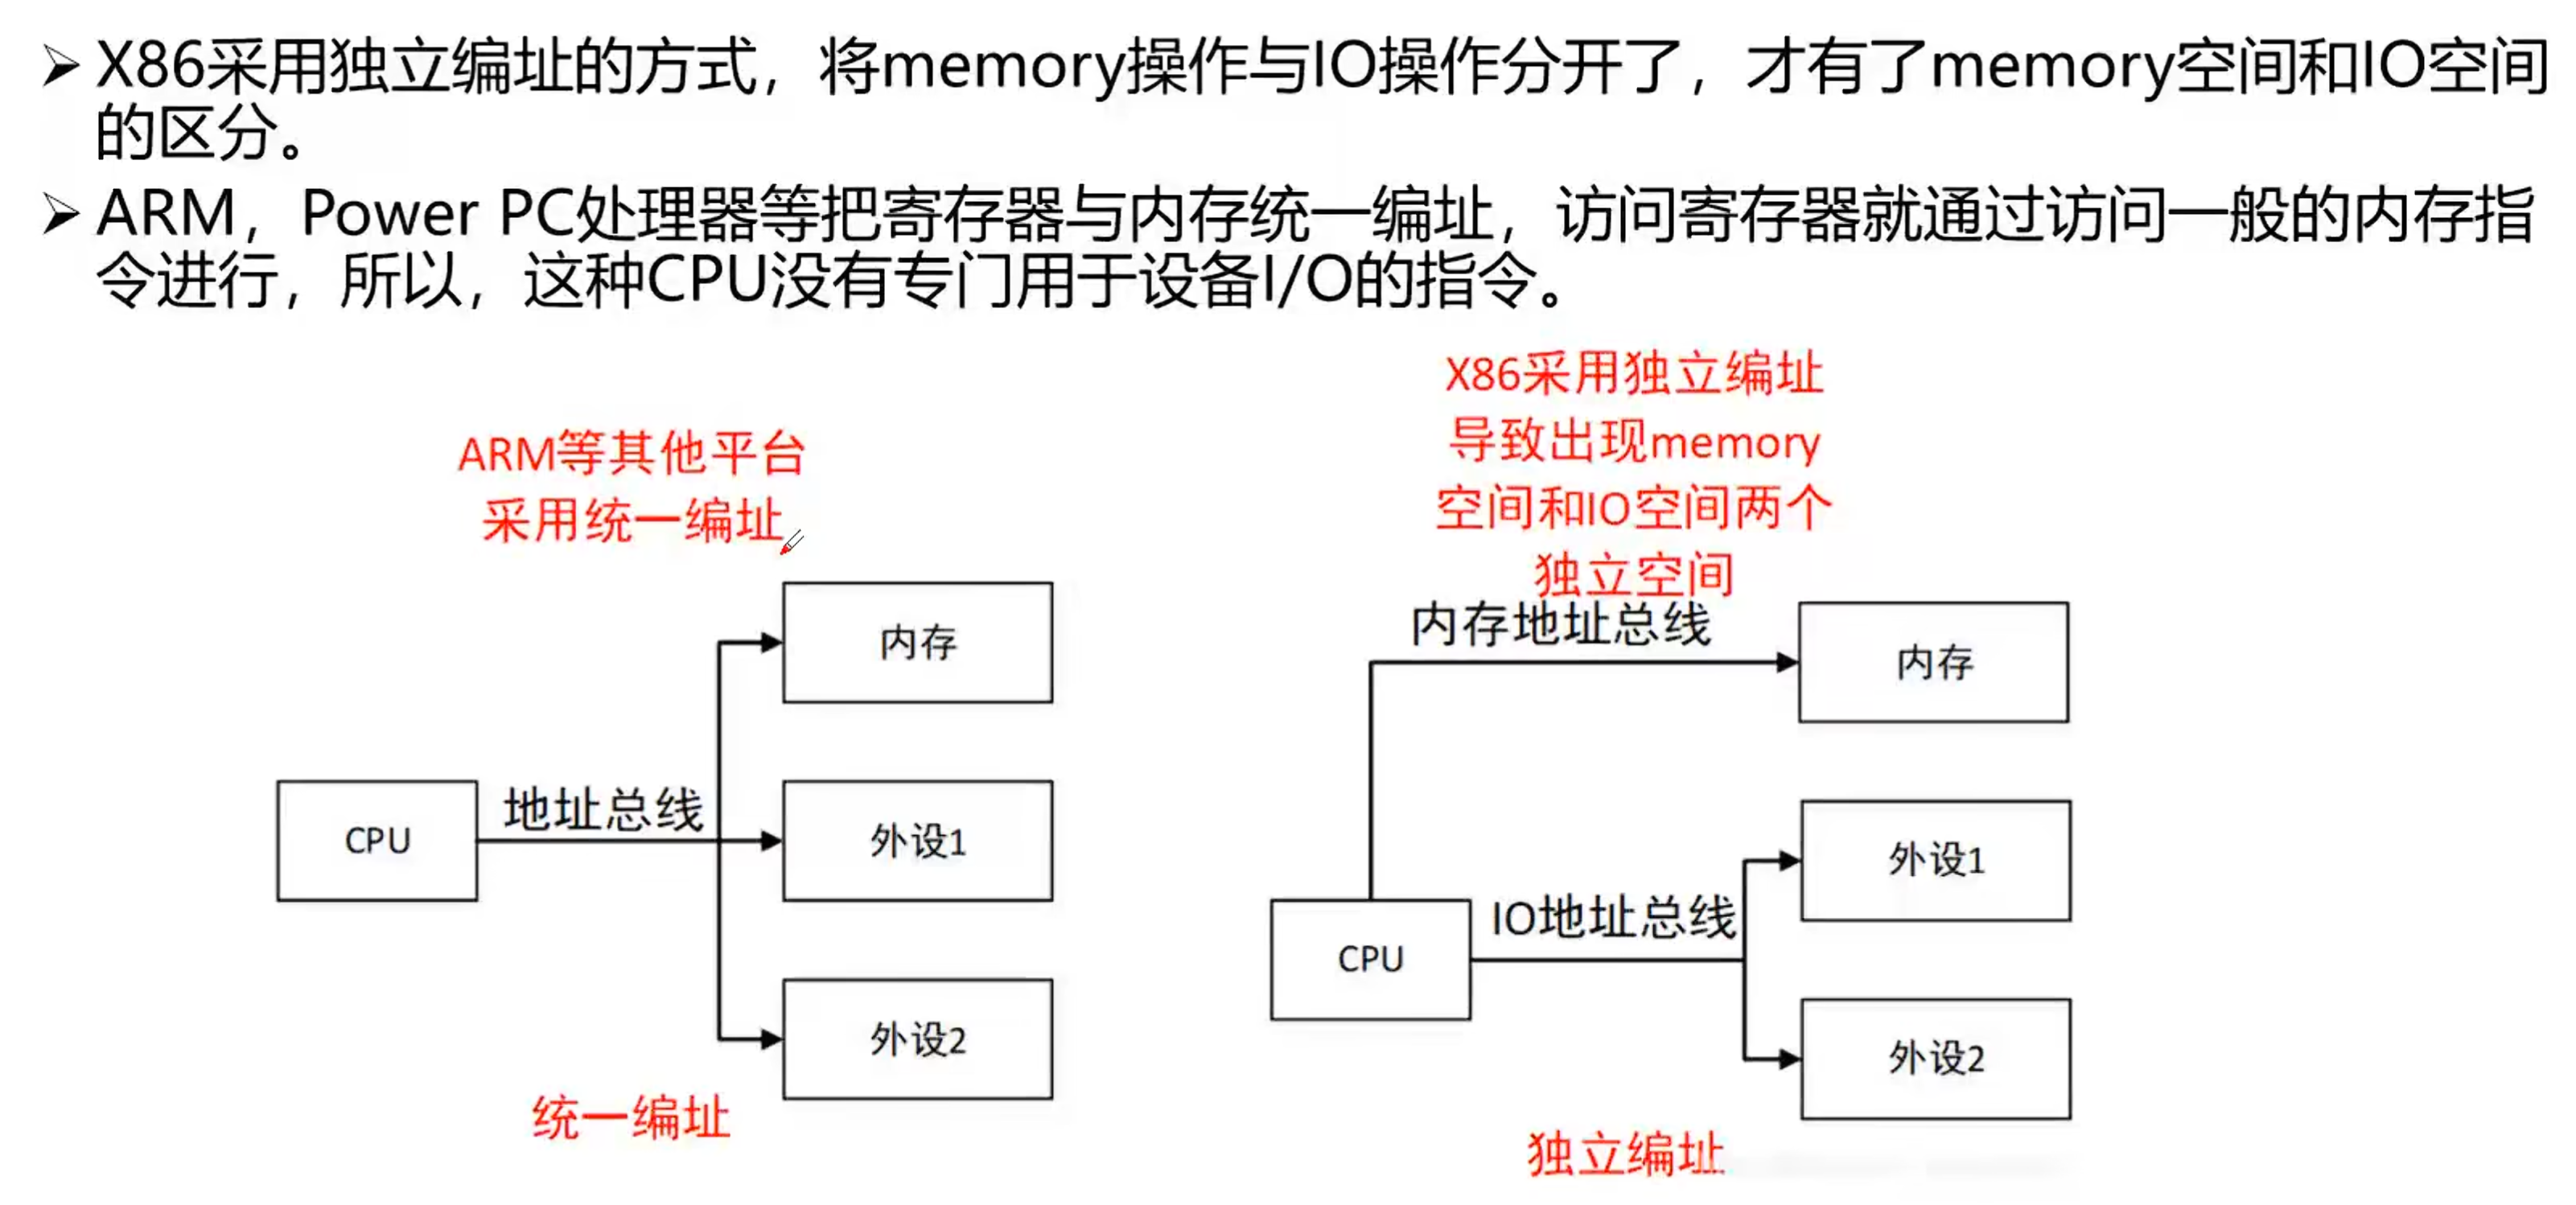 X86采用独立编址的方式，将memory操作与IO操作分开了，才有了memory空间和IO空间
的区分。
ARM，Power PC处理器等把寄存器与内存统一编址，访问寄存器就通过访问一般的内存指
令进行，所以，这种CPU没有专门用于设备I/O的指令。
ARM等其他平台
采用统一编址
内存
CPU
地址总线
外设1
外设2
统一编址
X86采用独立编址
导致出现memory
空间和IO空间两个
独立空间
内存地址总线
内存
外设1
IO地址总线
CPU
外设2
独立编址